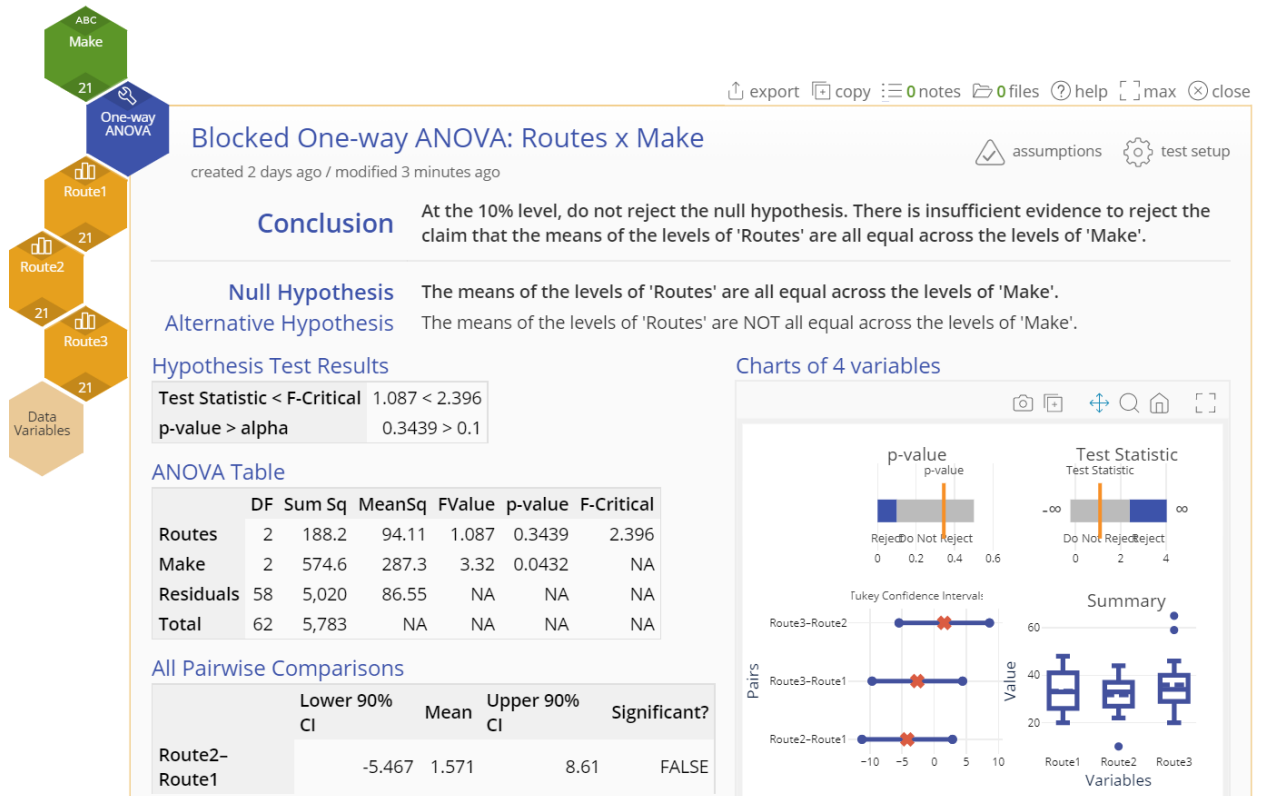 ABC
Make
21
One-way
ANOVA
Route1
21
Route2
21
Route3
21
Data
Variables
export copy 0 notes 0 files ? help max close
Blocked One-way ANOVA: Routes x Make
created 2 days ago / modified 3 minutes ago
assumptions test setup
Conclusion
At the 10% level, do not reject the null hypothesis. There is insufficient evidence to reject the
claim that the means of the levels of 'Routes' are all equal across the levels of 'Make'.
Null Hypothesis The means of the levels of 'Routes' are all equal across the levels of 'Make'.
Alternative Hypothesis The means of the levels of 'Routes' are NOT all equal across the levels of 'Make'.
Hypothesis Test Results
Test Statistic < F-Critical 1.087 < 2.396
p-value > alpha 0.3439 > 0.1
ANOVA Table
DF Sum Sq MeanSq FValue p-value F-Critical
Routes 2 188.2 94.11 1.087 0.3439 2.396
Make 2 574.6 287.3 3.32 0.0432 NA
Residuals 58 5,020 86.55 NA NA NA
Total 62 5,783 NA NA NA NA
All Pairwise Comparisons
Lower 90% CI Mean Upper 90% CI Significant?
Route2–
Route1 -5.467 1.571 8.61 FALSE
Charts of 4 variables
p-value
p-value
Reject Do Not Reject
0 0.2 0.4 0.6
Test Statistic
Test Statistic
-∞ ∞
Do Not Reject Reject
0 2 4
Tukey Confidence Intervals
Pairs
Route3–Route2
Route3–Route1
Route2–Route1
−10 −5 0 5 10
Summary
Value
60
40
20
Route1 Route2 Route3
Variables